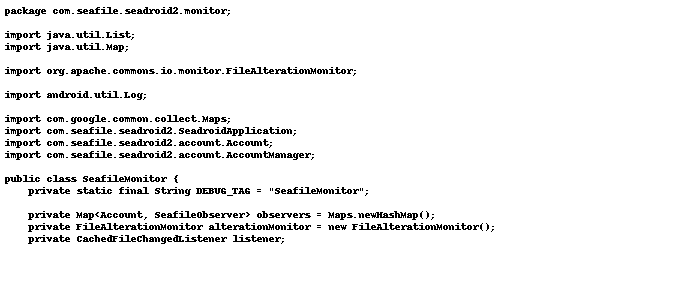 package com.seafile.seadroid2.monitor;

import java.util.List;
import java.util.Map;

import org.apache.commons.io.monitor.FileAlterationMonitor;

import android.util.Log;

import com.google.common.collect.Maps;
import com.seafile.seadroid2.SeadroidApplication;
import com.seafile.seadroid2.account.Account;
import com.seafile.seadroid2.account.AccountManager;

public class SeafileMonitor {
    private static final String DEBUG_TAG = "SeafileMonitor";

    private Map<Account, SeafileObserver> observers = Maps.newHashMap();
    private FileAlterationMonitor alterationMonitor = new FileAlterationMonitor();
    private CachedFileChangedListener listener;